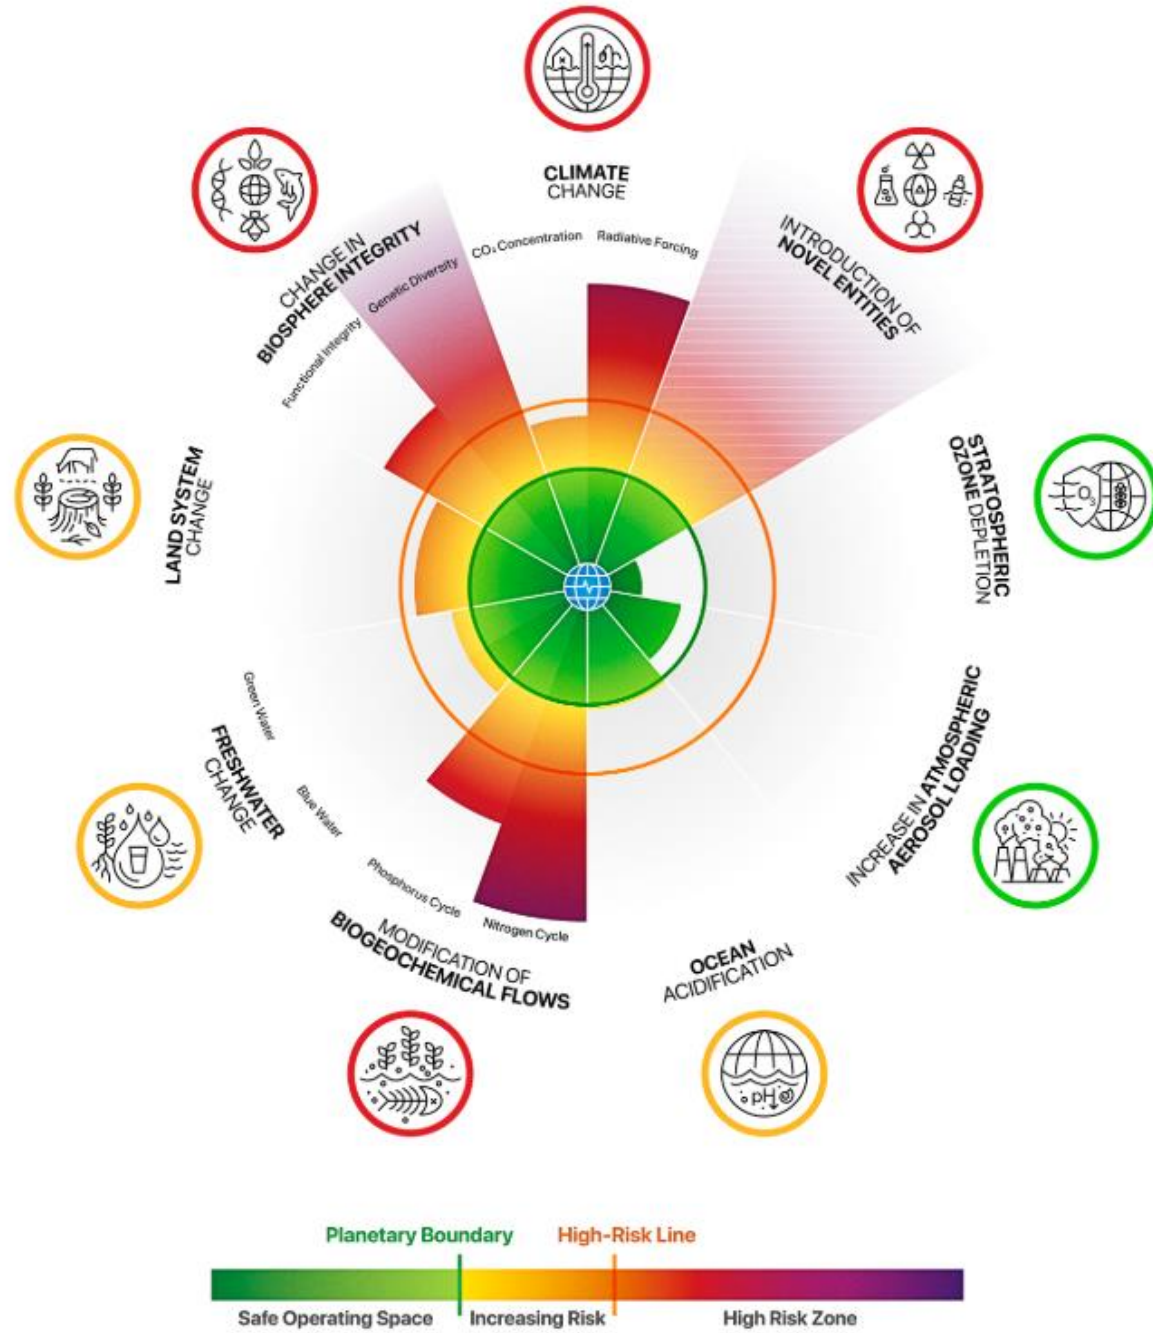 CLIMATE
CHANGE
CO₂ Concentration
Radiative Forcing
INTRODUCTION OF
NOVEL ENTITIES
STRATOSPHERIC
OZONE DEPLETION
INCREASE IN ATMOSPHERIC
AEROSOL LOADING
OCEAN
ACIDIFICATION
pH
MODIFICATION OF
BIOGEOCHEMICAL FLOWS
Phosphorus Cycle
Nitrogen Cycle
FRESHWATER
CHANGE
Green Water
Blue Water
LAND SYSTEM
CHANGE
CHANGE IN
BIOSPHERE INTEGRITY
Functional Integrity
Genetic Diversity
Planetary Boundary
High-Risk Line
Safe Operating Space
Increasing Risk
High Risk Zone